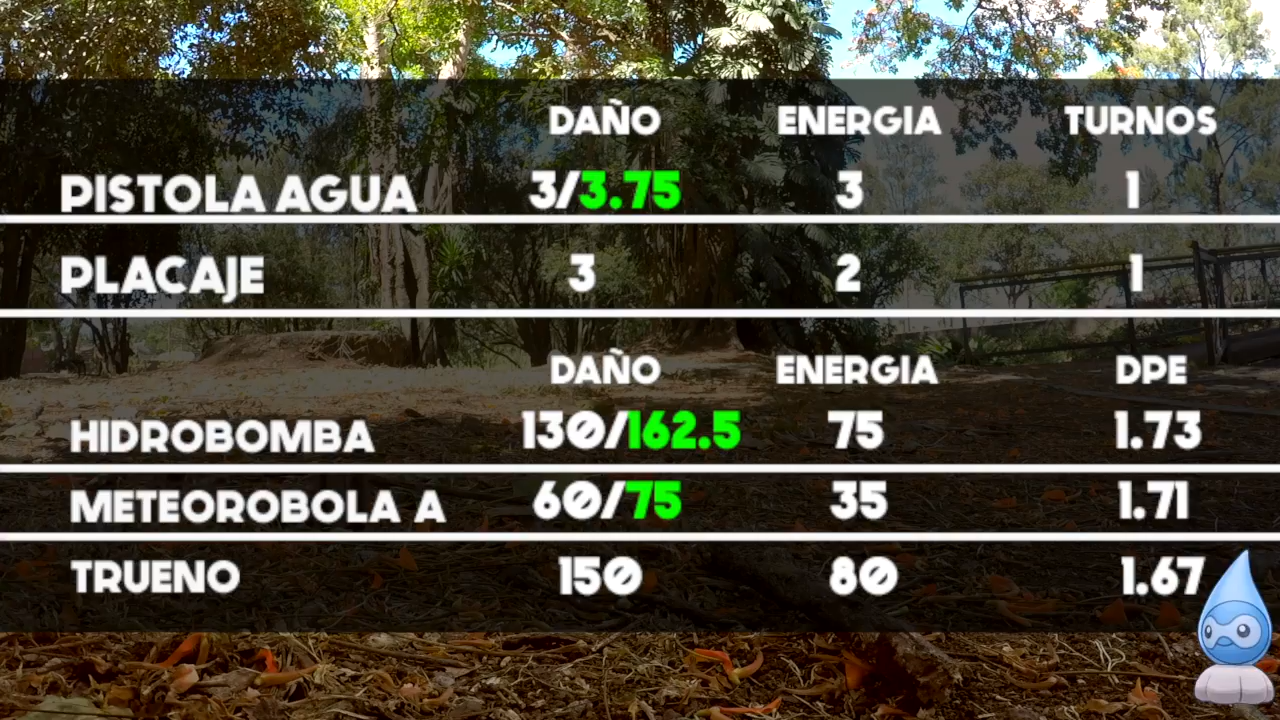 DAÑO ENERGIA TURNOS
PISTOLA AGUA 3/3.75 3 1
PLACAJE 3 2 1
DAÑO ENERGIA DPE
HIDROBOMBA 130/162.5 75 1.73
METEOROBOLA A 60/75 35 1.71
TRUENO 150 80 1.67